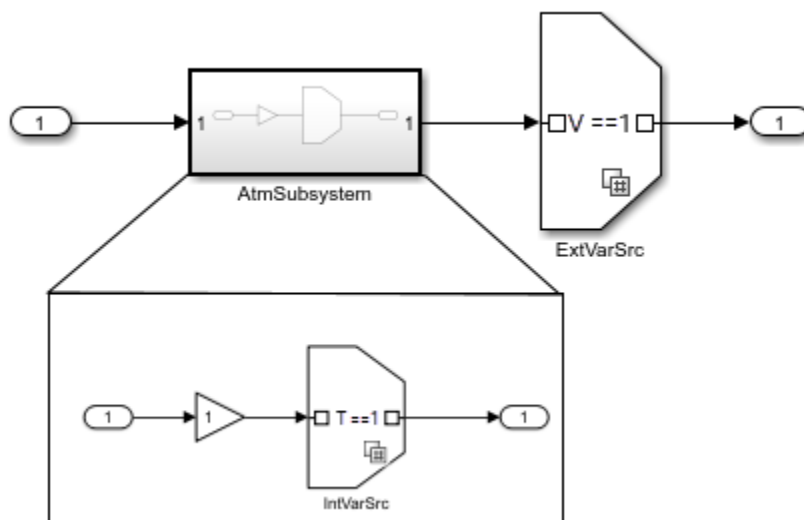 1
1
1
V ==1
1
AtmSubsystem
ExtVarSrc
1
1
T ==1
1
IntVarSrc